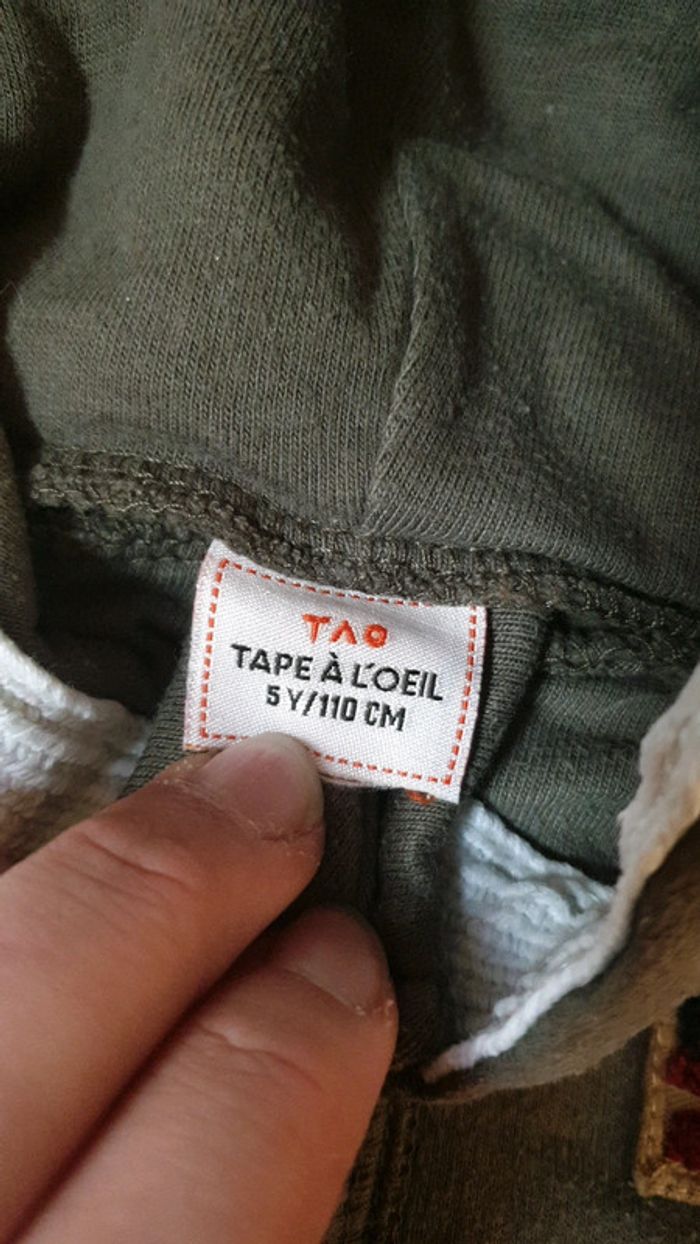 TAO
TAPE À L'OEIL
5 Y/110 CM